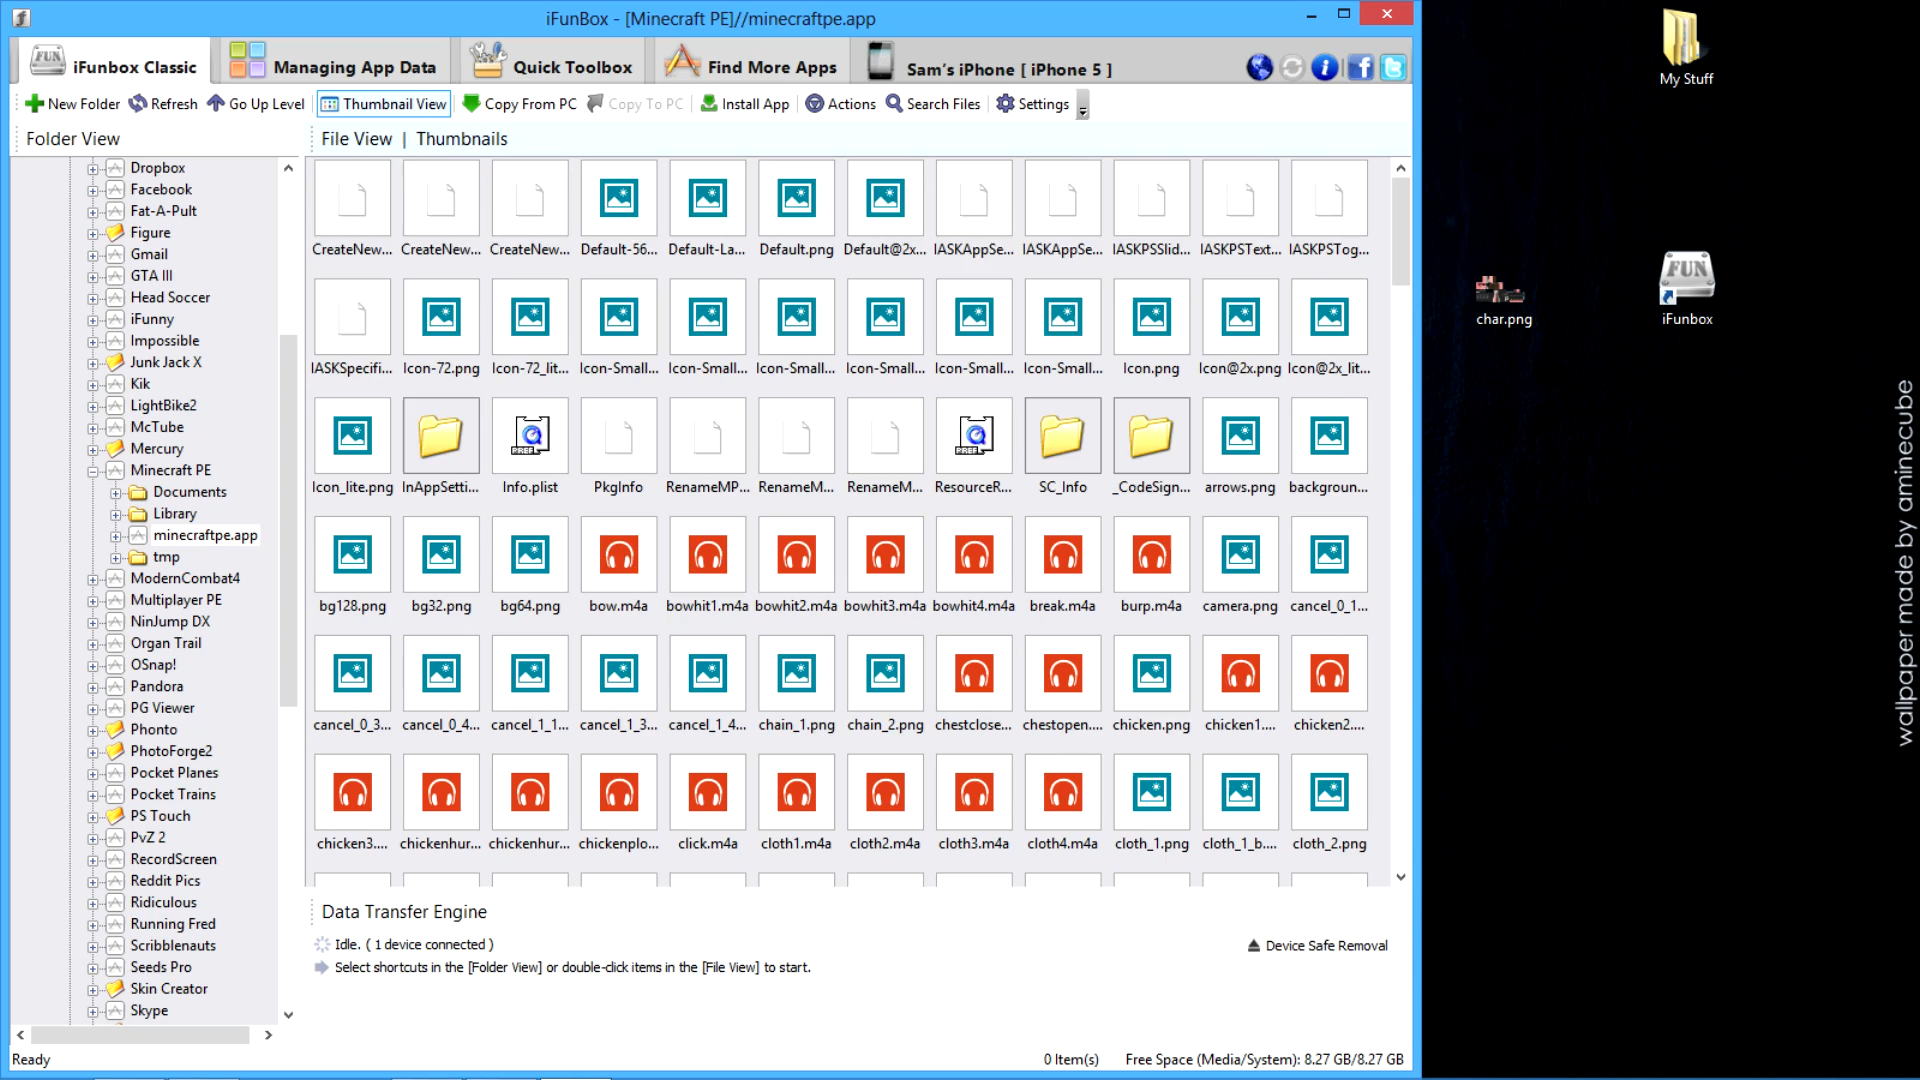 iFunBox - [Minecraft PE]//minecraftpe.app
FUN iFunbox Classic
Managing App Data
Quick Toolbox
Find More Apps
Sam's iPhone [ iPhone 5 ]
New Folder Refresh Go Up Level Thumbnail View Copy From PC Copy To PC Install App Actions Search Files Settings
Folder View
File View | Thumbnails
Dropbox
Facebook
Fat-A-Pult
Figure
Gmail
GTA III
Head Soccer
iFunny
Impossible
Junk Jack X
Kik
LightBike2
McTube
Mercury
Minecraft PE
Documents
Library
minecraftpe.app
tmp
ModernCombat4
Multiplayer PE
NinJump DX
Organ Trail
OSnap!
Pandora
PG Viewer
Phonto
PhotoForge2
Pocket Planes
Pocket Trains
PS Touch
PvZ 2
RecordScreen
Reddit Pics
Ridiculous
Running Fred
Scribblenauts
Seeds Pro
Skin Creator
Skype
CreateNew... CreateNew... CreateNew... Default-56... Default-La... Default.png Default@2x... IASKAppSe... IASKAppSe... IASKPSSlid... IASKPSText... IASKPSTog...
IASKSpecifi... Icon-72.png Icon-72_lit... Icon-Small... Icon-Small... Icon-Small... Icon-Small... Icon-Small... Icon-Small... Icon.png Icon@2x.png Icon@2x_lit...
PREF PREF
Icon_lite.png InAppSetti... Info.plist PkgInfo RenameMP... RenameM... RenameM... ResourceR... SC_Info _CodeSign... arrows.png backgroun...
bg128.png bg32.png bg64.png bow.m4a bowhit1.m4a bowhit2.m4a bowhit3.m4a bowhit4.m4a break.m4a burp.m4a camera.png cancel_0_1...
cancel_0_3... cancel_0_4... cancel_1_1... cancel_1_3... cancel_1_4... chain_1.png chain_2.png chestclose... chestopen.... chicken.png chicken1.... chicken2....
chicken3.... chickenhur... chickenhur... chickenplo... click.m4a cloth1.m4a cloth2.m4a cloth3.m4a cloth4.m4a cloth_1.png cloth_1_b.... cloth_2.png
Data Transfer Engine
Idle. ( 1 device connected )
Device Safe Removal
Select shortcuts in the [Folder View] or double-click items in the [File View] to start.
Ready
0 Item(s)
Free Space (Media/System): 8.27 GB/8.27 GB
My Stuff
char.png
FUN
iFunbox
wallpaper made by aminecube